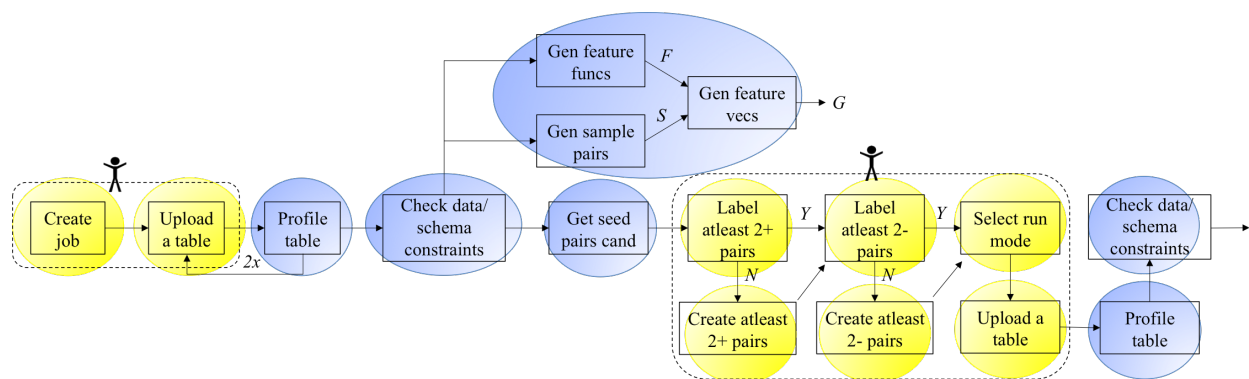 Gen feature
funcs
F
Gen feature
vecs
G
Gen sample
pairs
S
Create
job
Upload
a table
Profile
table
2x
Check data/
schema
constraints
Get seed
pairs cand
Label
atleast 2+
pairs
Y
N
Label
atleast 2-
pairs
Y
N
Select run
mode
Create atleast
2+ pairs
Create atleast
2- pairs
Upload a
table
Profile
table
Check data/
schema
constraints